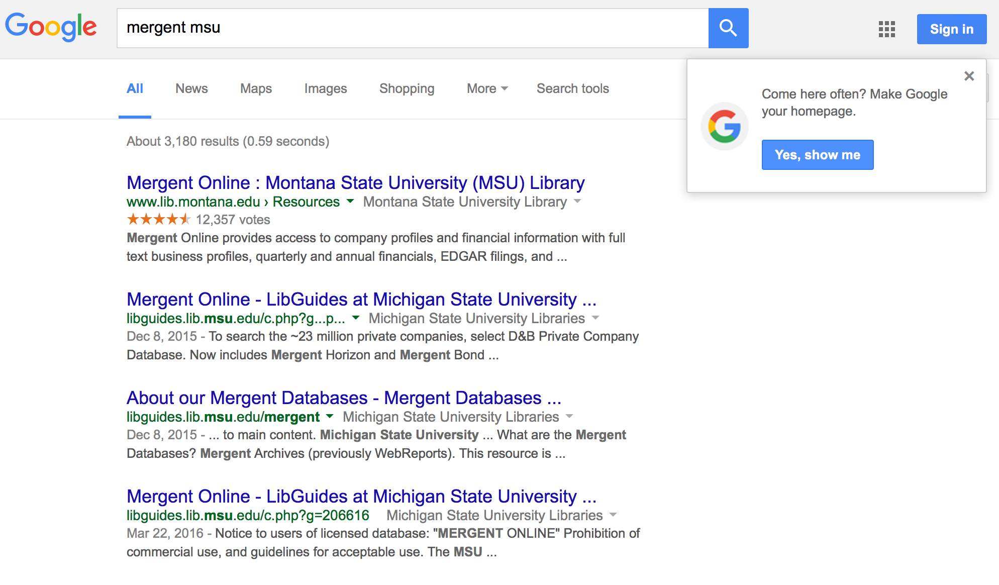 Google
mergent msu
Sign in
All News Maps Images Shopping More Search tools
Come here often? Make Google
your homepage.
Yes, show me
About 3,180 results (0.59 seconds)
Mergent Online : Montana State University (MSU) Library
www.lib.montana.edu › Resources Montana State University Library
12,357 votes
Mergent Online provides access to company profiles and financial information with full
text business profiles, quarterly and annual financials, EDGAR filings, and ...
Mergent Online - LibGuides at Michigan State University ...
libguides.lib.msu.edu/c.php?g...p... Michigan State University Libraries
Dec 8, 2015 - To search the ~23 million private companies, select D&B Private Company
Database. Now includes Mergent Horizon and Mergent Bond ...
About our Mergent Databases - Mergent Databases ...
libguides.lib.msu.edu/mergent Michigan State University Libraries
Dec 8, 2015 - ... to main content. Michigan State University ... What are the Mergent
Databases? Mergent Archives (previously WebReports). This resource is ...
Mergent Online - LibGuides at Michigan State University ...
libguides.lib.msu.edu/c.php?g=206616 Michigan State University Libraries
Mar 22, 2016 - Notice to users of licensed database: "MERGENT ONLINE" Prohibition of
commercial use, and guidelines for acceptable use. The MSU ...